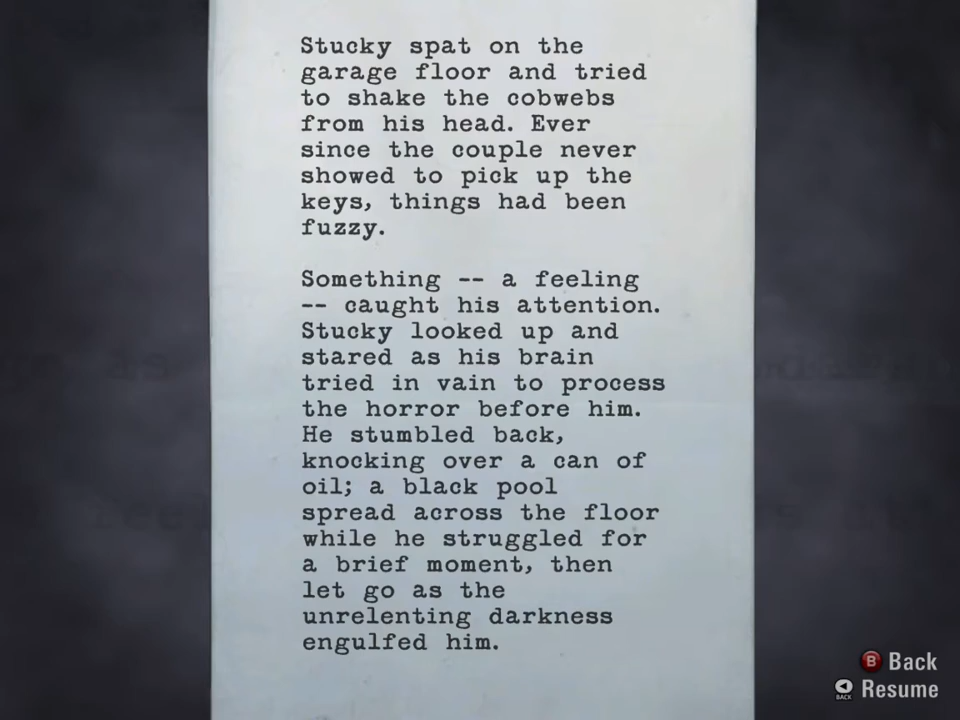 Stucky spat on the
garage floor and tried
to shake the cobwebs
from his head. Ever
since the couple never
showed to pick up the
keys, things had been
fuzzy.
Something -- a feeling
-- caught his attention.
Stucky looked up and
stared as his brain
tried in vain to process
the horror before him.
He stumbled back,
knocking over a can of
oil; a black pool
spread across the floor
while he struggled for
a brief moment, then
let go as the
unrelenting darkness
engulfed him.
B Back
BACK Resume